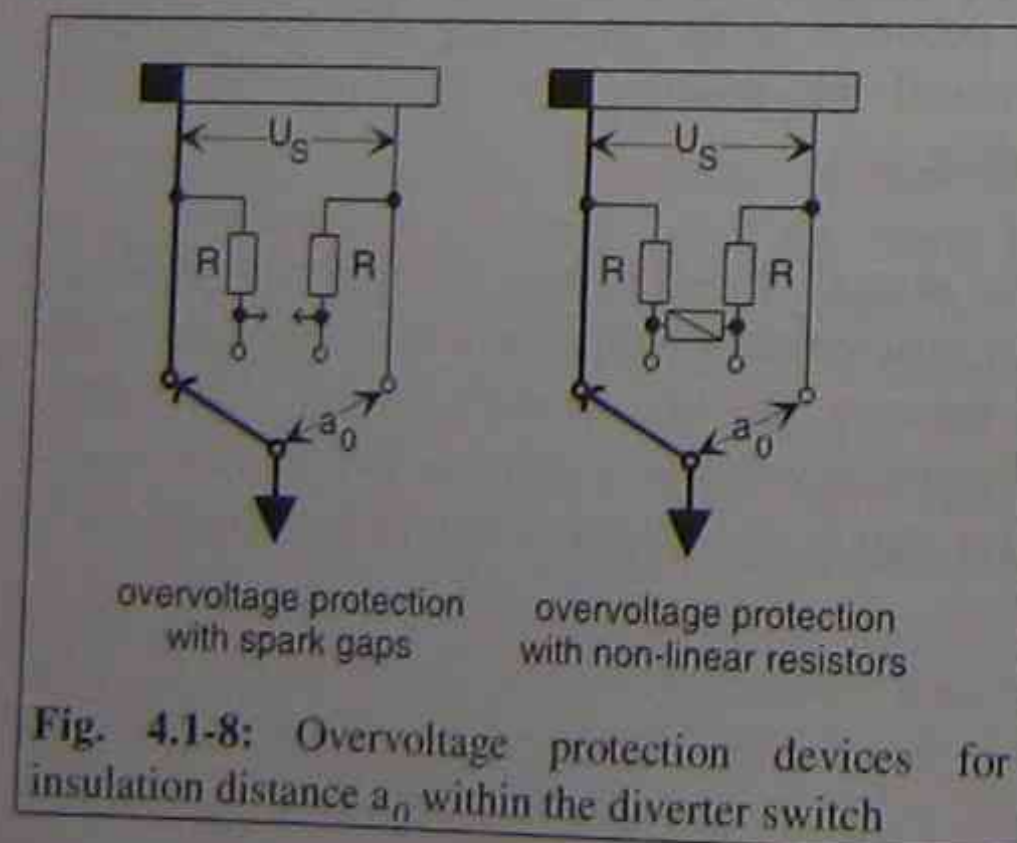 U_S U_S
R R R R
a_0 a_0
overvoltage protection
with spark gaps
overvoltage protection
with non-linear resistors
Fig. 4.1-8: Overvoltage protection devices for
insulation distance a_0 within the diverter switch